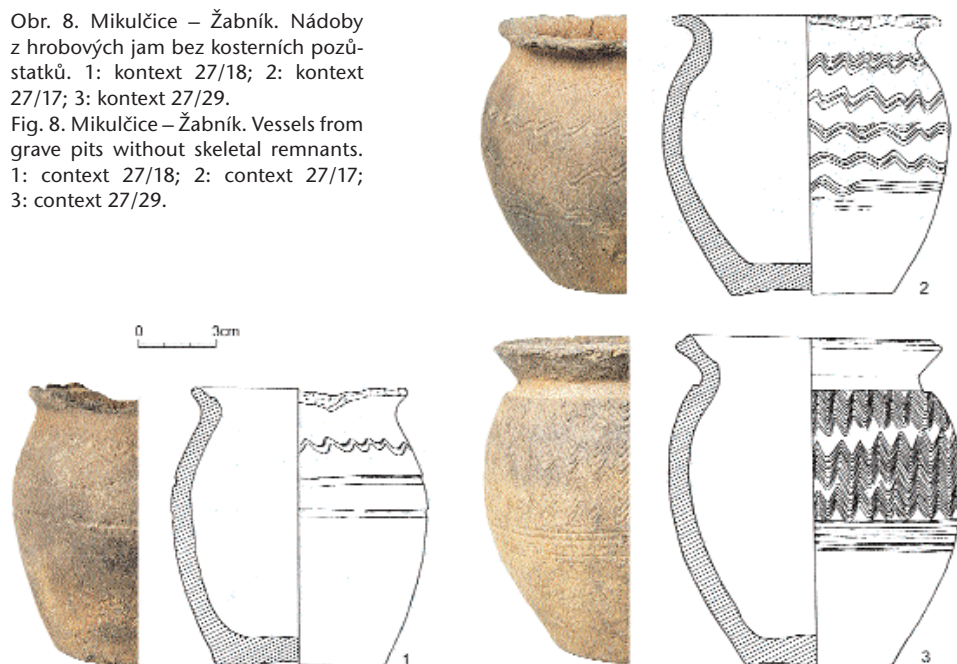 Obr. 8. Mikulčice – Žabník. Nádoby
z hrobových jam bez kosterních pozů-
statků. 1: kontext 27/18; 2: kontext
27/17; 3: kontext 27/29.
Fig. 8. Mikulčice – Žabník. Vessels from
grave pits without skeletal remnants.
1: context 27/18; 2: context 27/17;
3: context 27/29.
2
0 3cm
1
3